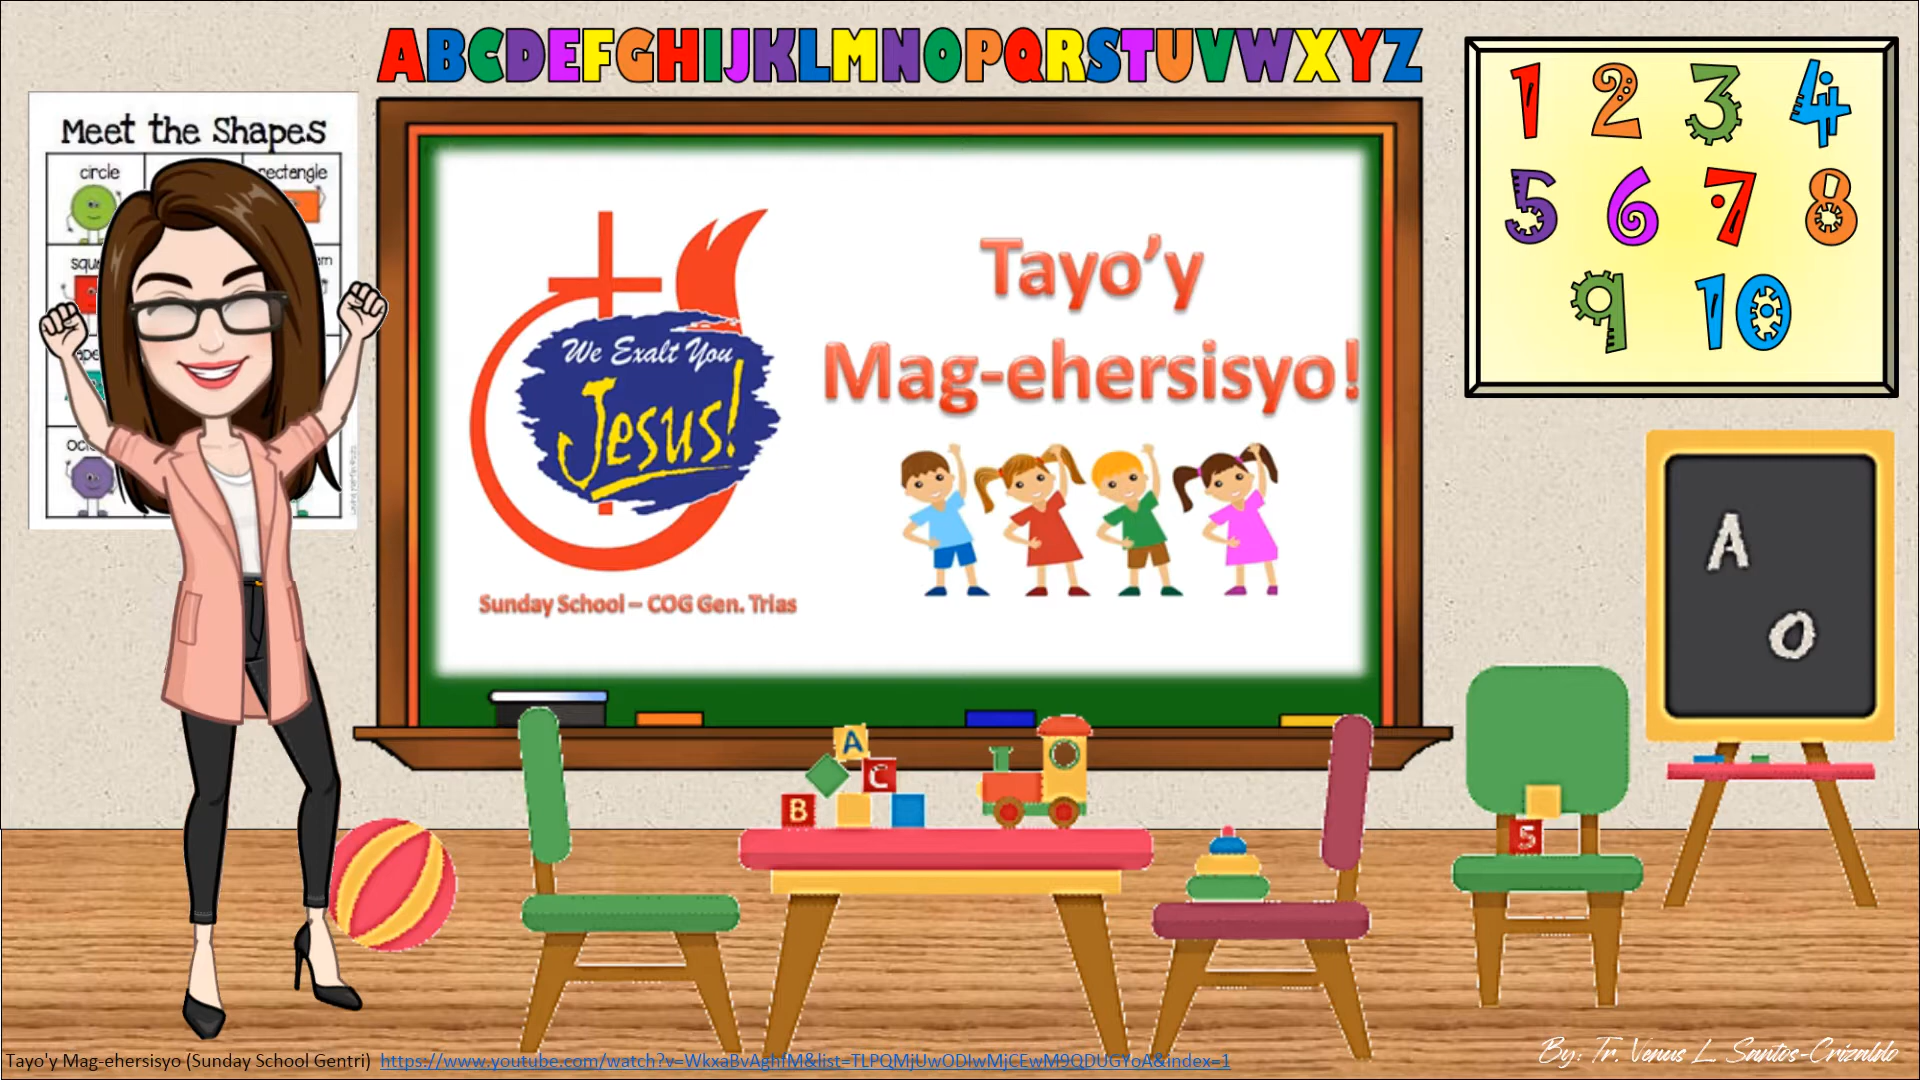 ABCDEFGHIJKLMNOPQRSTUVWXYZ
Meet the Shapes
circle
rectangle
squ
oc
We Exalt You
Jesus!
Sunday School – COG Gen. Trias
Tayo’y
Mag-ehersisyo!
1 2 3 4
5 6 7 8
9 10
A
O
A
C
B
5
Tayo'y Mag-ehersisyo (Sunday School Gentri) https://www.youtube.com/watch?v=WkxaBvAghfM&list=TLPQMjUwODIwMjCEwM9QDUGYoA&index=1
By: Tr. Venus L. Santos-Crizaldo